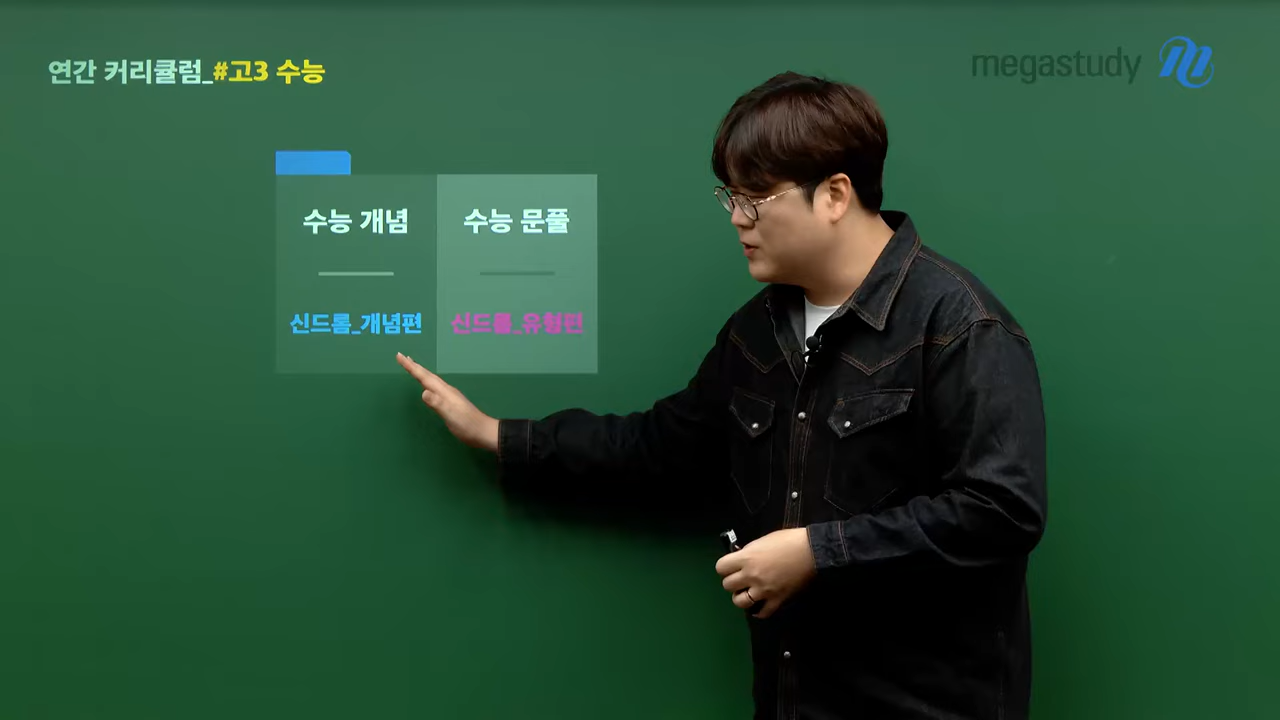 연간 커리큘럼_#고3 수능
megastudy
수능 개념
수능 문풀
신드롬_개념편
신드롬_유형편